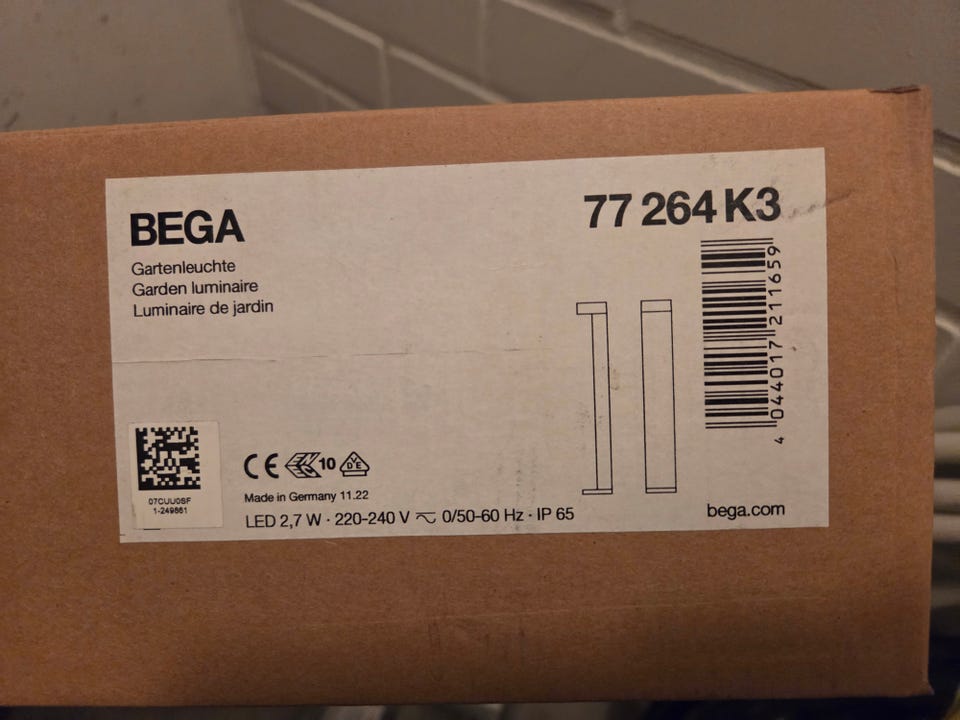 BEGA
77 264 K3
Gartenleuchte
Garden luminaire
Luminaire de jardin
4 044017 211659
07CUU0SF
1-249861
CE 10 VDE
Made in Germany 11.22
LED 2,7 W · 220-240 V ⏦ 0/50-60 Hz · IP 65
bega.com